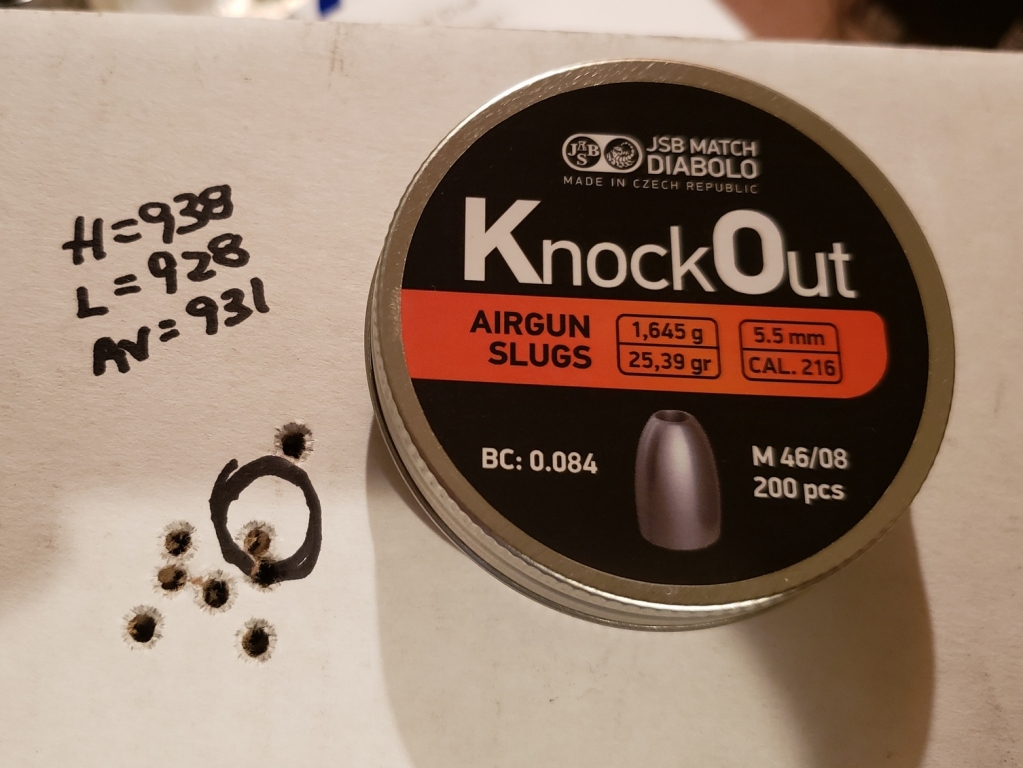 H=938
L=928
AV=931
JSB
JSB MATCH
DIABOLO
MADE IN CZECH REPUBLIC
KnockOut
AIRGUN
SLUGS
1,645 g
25,39 gr
5.5 mm
CAL. 216
BC: 0.084
M 46/08
200 pcs